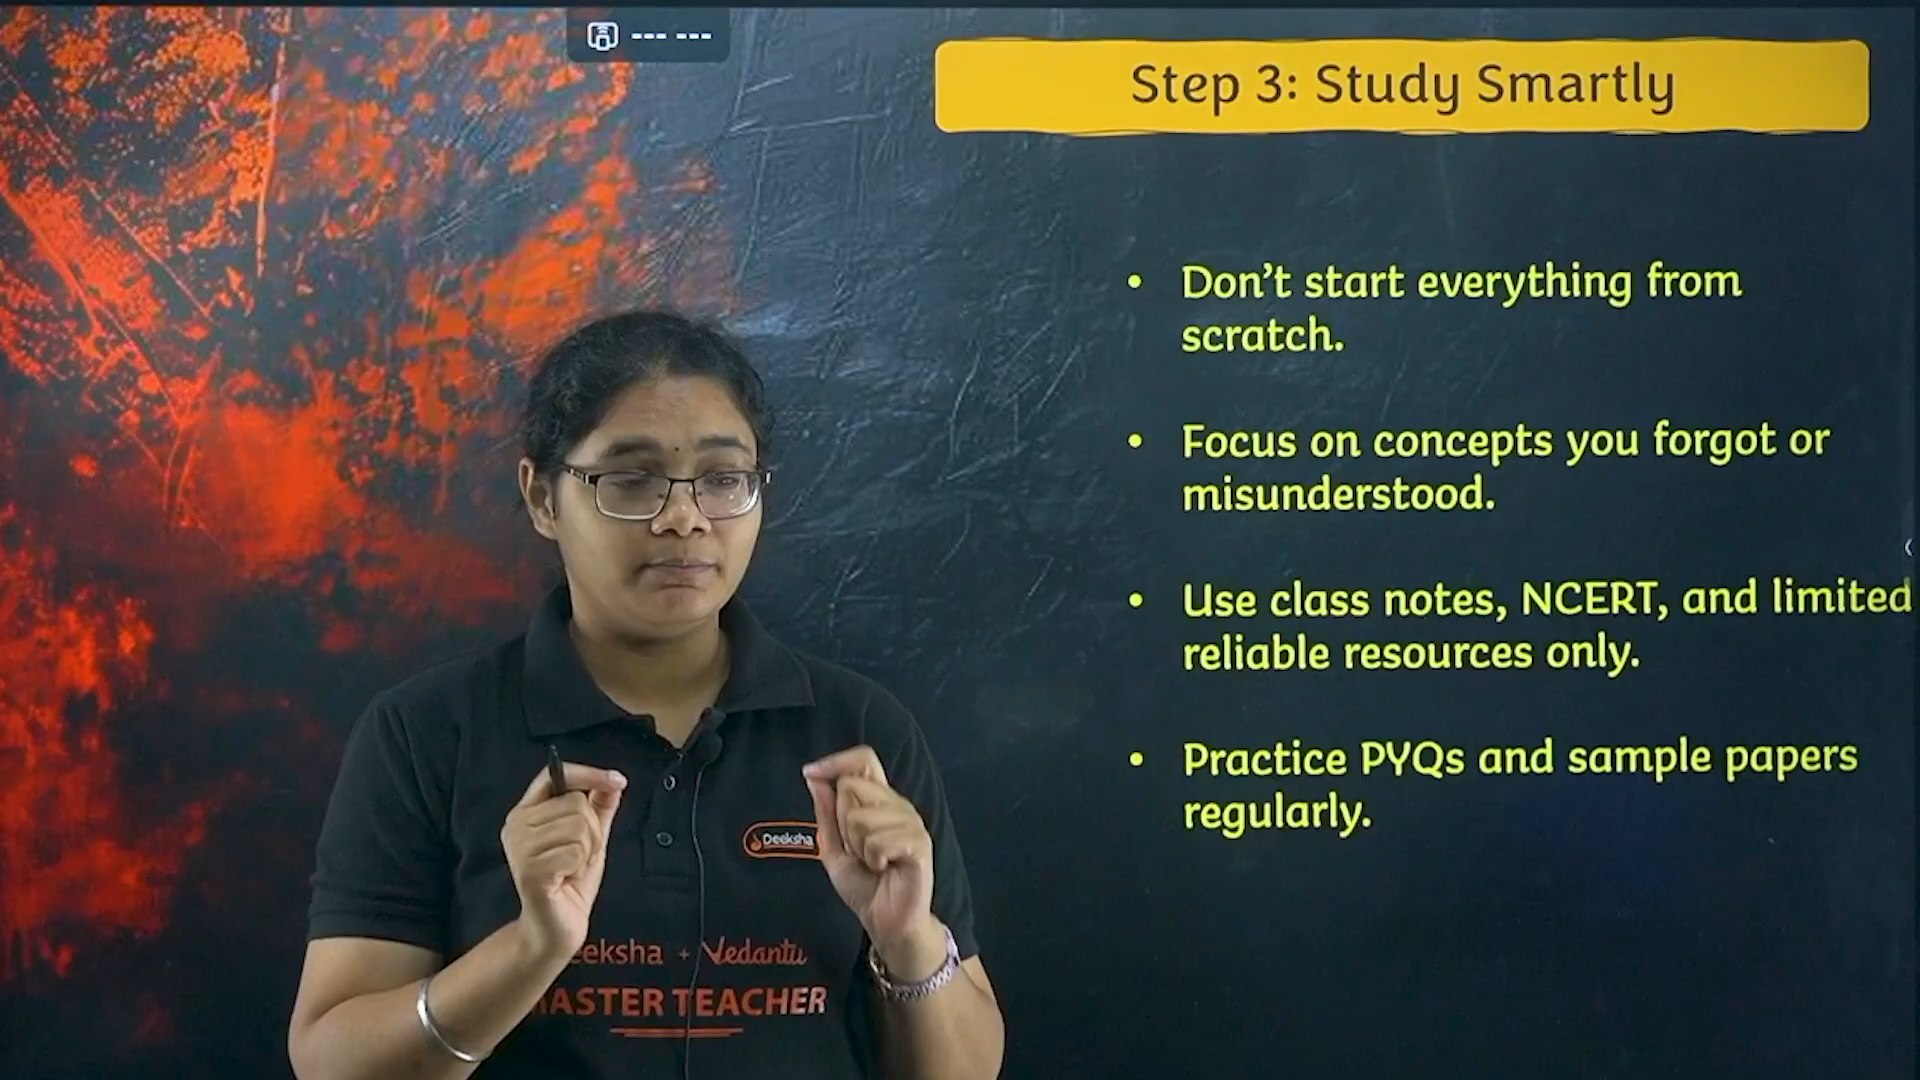 Step 3: Study Smartly
• Don't start everything from
scratch.
• Focus on concepts you forgot or
misunderstood.
• Use class notes, NCERT, and limited
reliable resources only.
• Practice PYQs and sample papers
regularly.
Deeksha
eeksha + Vedantu
MASTER TEACHER